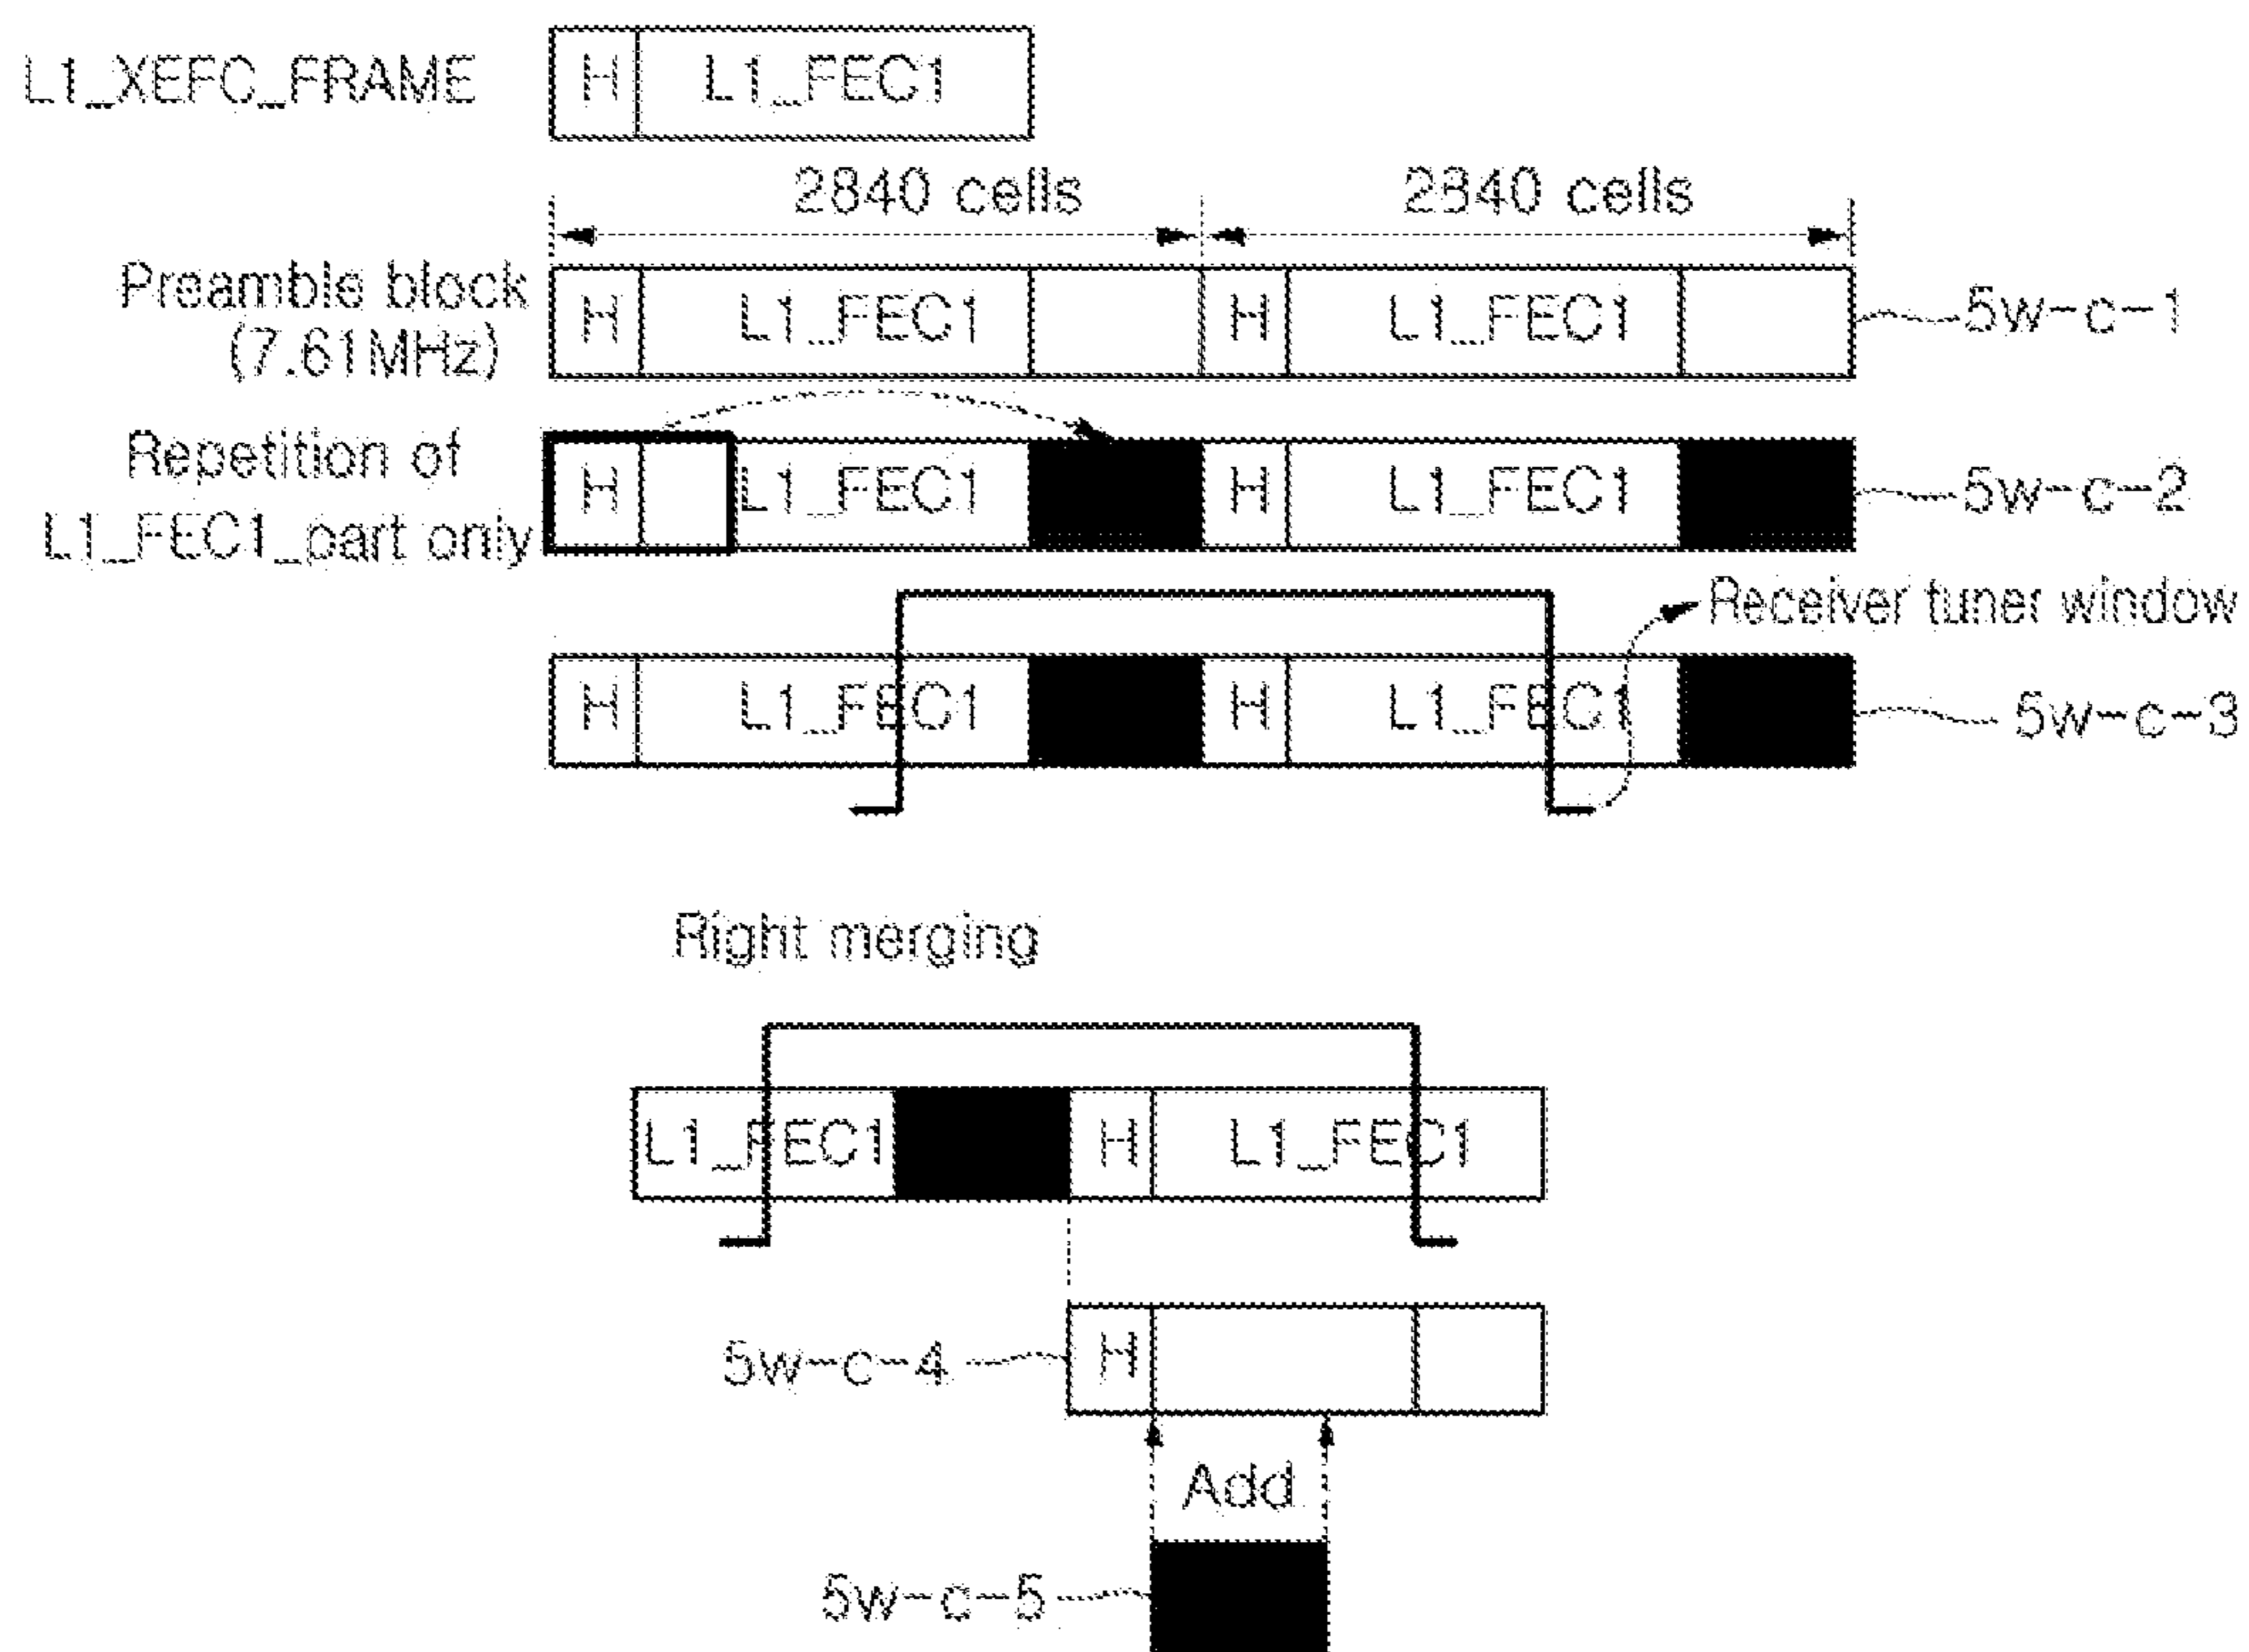 L1_XEFC_FRAME H L1_FEC1
2840 cells 2840 cells
Preamble block
(7.61MHz)
H L1_FEC1 H L1_FEC1 5w-c-1
Repetition of
L1_FEC1_part only
H L1_FEC1 H L1_FEC1 5w-c-2
Receiver tuner window
H L1_FEC1 H L1_FEC1 5w-c-3
Right merging
L1_FEC1 H L1_FEC1
5w-c-4 H
Add
5w-c-5